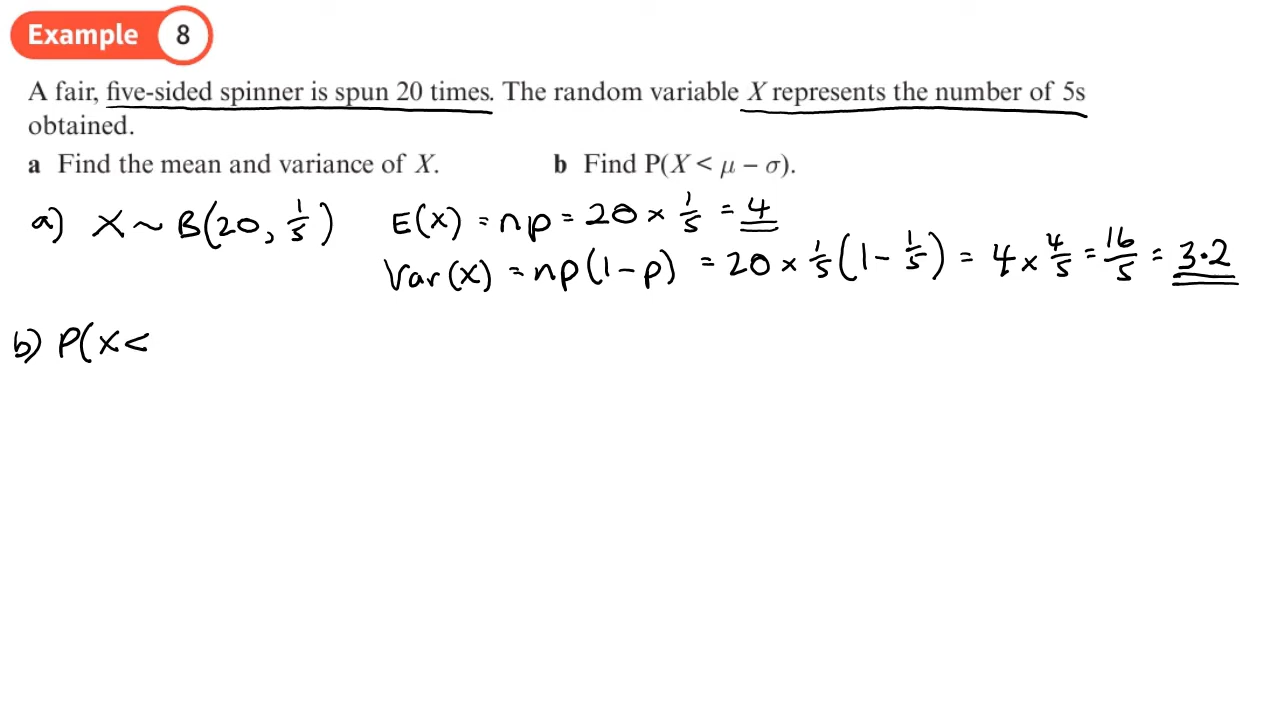 Example 8
A fair, five-sided spinner is spun 20 times. The random variable X represents the number of 5s
obtained.
a Find the mean and variance of X. b Find P(X < μ − σ).
a) X ~ B(20, 1/5) E(X) = np = 20 × 1/5 = 4
Var(X) = np(1-p) = 20 × 1/5 (1 - 1/5) = 4 × 4/5 = 16/5 = 3·2
b) P(X <